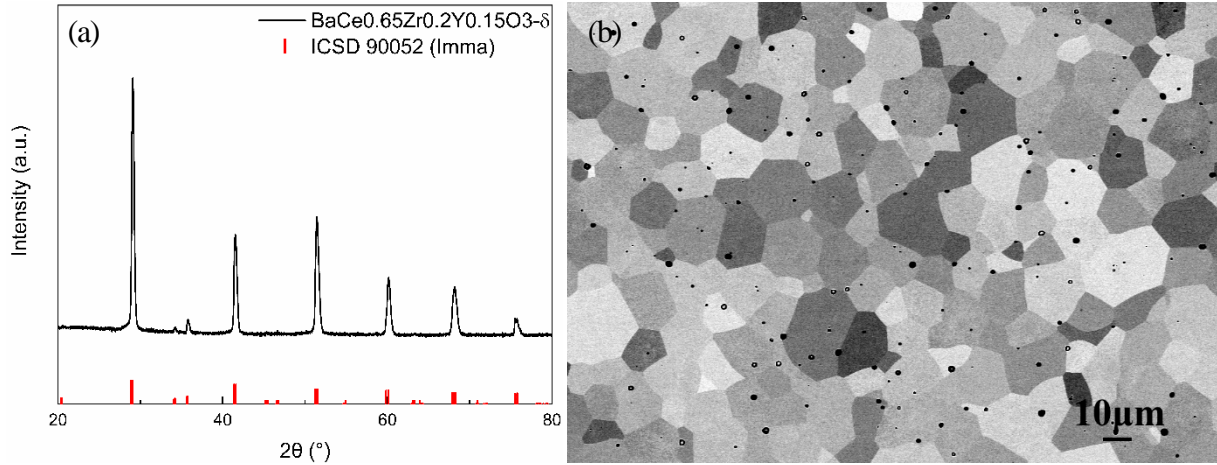 (a)
BaCe0.65Zr0.2Y0.15O3-δ
ICSD 90052 (Imma)
Intensity (a.u.)
20
40
60
80
2θ (°)
(b)
10μm